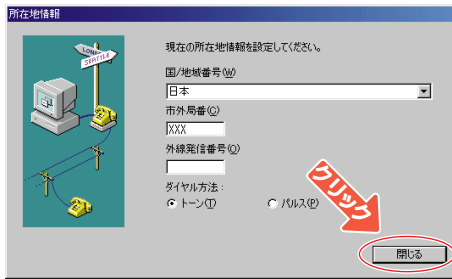 所在地情報
LONDON
SEATTLE
現在の所在地情報を設定してください。
国/地域番号(W)
日本
市外局番(C)
XXX
外線発信番号(O)
ダイヤル方法:
トーン(T)
パルス(P)
クリック
閉じる